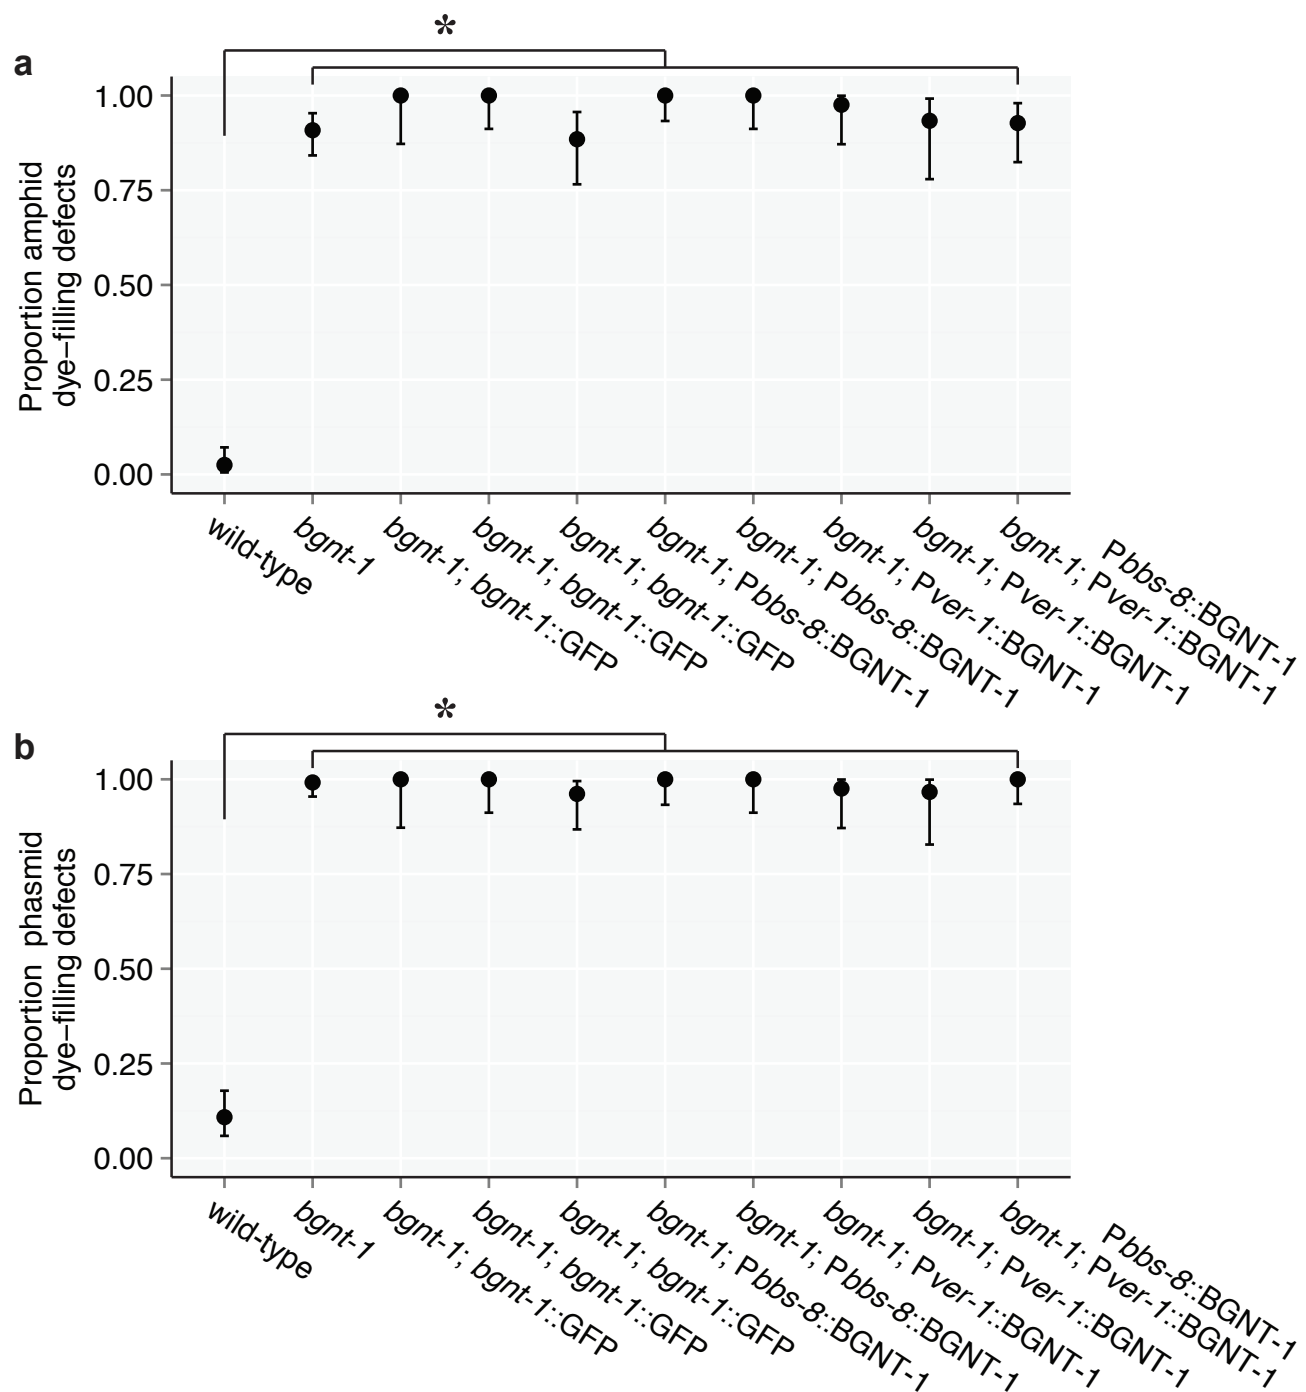 *
a
1.00
0.75
0.50
0.25
0.00
Proportion amphid
dye–filling defects
wild-type
bgnt-1
bgnt-1; bgnt-1::GFP
bgnt-1; bgnt-1::GFP
bgnt-1; bgnt-1::GFP
bgnt-1; Pbbs-8::BGNT-1
bgnt-1; Pbbs-8::BGNT-1
bgnt-1; Pver-1::BGNT-1
bgnt-1; Pver-1::BGNT-1
bgnt-1; Pver-1::BGNT-1
Pbbs-8::BGNT-1
*
b
1.00
0.75
0.50
0.25
0.00
Proportion  phasmid
dye–filling defects
wild-type
bgnt-1
bgnt-1; bgnt-1::GFP
bgnt-1; bgnt-1::GFP
bgnt-1; bgnt-1::GFP
bgnt-1; Pbbs-8::BGNT-1
bgnt-1; Pbbs-8::BGNT-1
bgnt-1; Pver-1::BGNT-1
bgnt-1; Pver-1::BGNT-1
bgnt-1; Pver-1::BGNT-1
Pbbs-8::BGNT-1